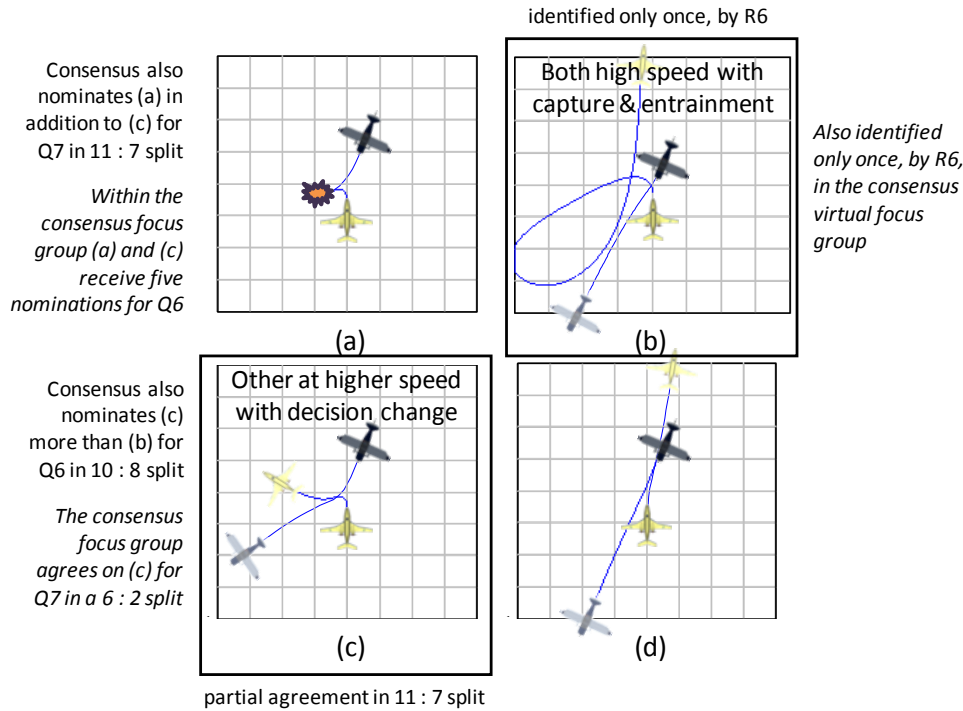 identified only once, by R6
Consensus also
nominates (a) in
addition to (c) for
Q7 in 11 : 7 split
Within the
consensus focus
group (a) and (c)
receive five
nominations for Q6
Both high speed with
capture & entrainment
Also identified
only once, by R6,
in the consensus
virtual focus
group
(a)
(b)
Consensus also
nominates (c)
more than (b) for
Q6 in 10 : 8 split
The consensus
focus group
agrees on (c) for
Q7 in a 6 : 2 split
Other at higher speed
with decision change
(c)
(d)
partial agreement in 11 : 7 split